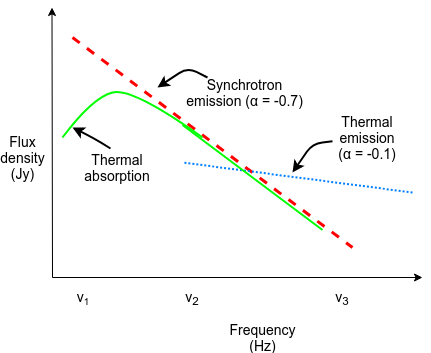 Synchrotron
emission (α = -0.7)
Thermal
emission
(α = -0.1)
Flux
density
(Jy)
Thermal
absorption
v1
v2
v3
Frequency
(Hz)